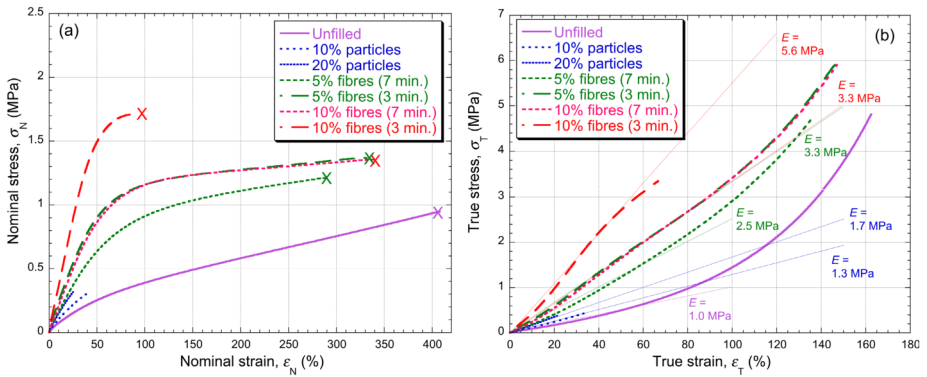 (a)
Nominal stress, σN (MPa)
2.5
2
1.5
1
0.5
0
0
50
100
150
200
250
300
350
400
Nominal strain, εN (%)
Unfilled
10% particles
20% particles
5% fibres (7 min.)
5% fibres (3 min.)
10% fibres (7 min.)
10% fibres (3 min.)
(b)
True stress, σT (MPa)
7
6
5
4
3
2
1
0
0
20
40
60
80
100
120
140
160
180
True strain, εT (%)
Unfilled
10% particles
20% particles
5% fibres (7 min.)
5% fibres (3 min.)
10% fibres (7 min.)
10% fibres (3 min.)
E =
5.6 MPa
E =
3.3 MPa
E =
3.3 MPa
E =
2.5 MPa
E =
1.7 MPa
E =
1.3 MPa
E =
1.0 MPa